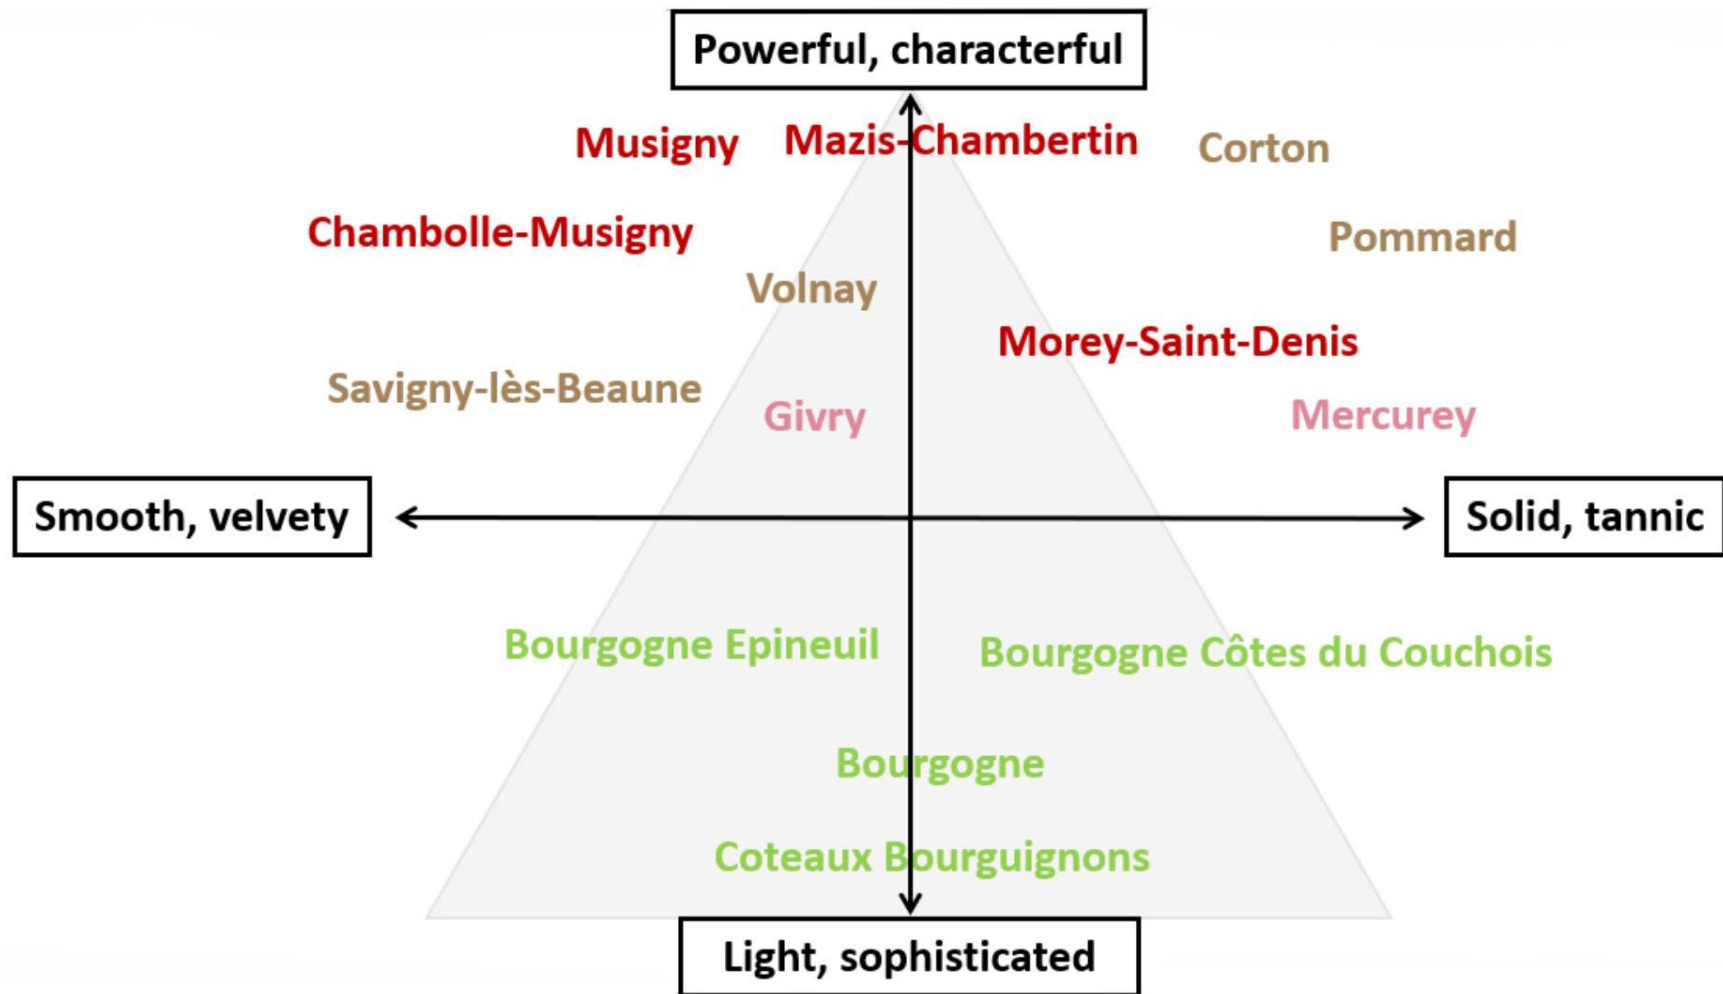 Powerful, characterful
Musigny
Mazis-Chambertin
Corton
Chambolle-Musigny
Pommard
Volnay
Morey-Saint-Denis
Savigny-lès-Beaune
Givry
Mercurey
Smooth, velvety
Solid, tannic
Bourgogne Epineuil
Bourgogne Côtes du Couchois
Bourgogne
Coteaux Bourguignons
Light, sophisticated